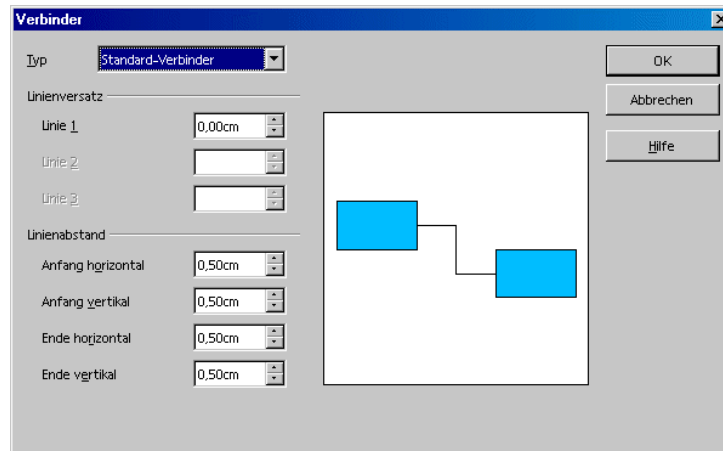 Verbinder
Typ Standard-Verbinder
OK
Abbrechen
Hilfe
Linienversatz
Linie 1 0,00cm
Linie 2
Linie 3
Linienabstand
Anfang horizontal 0,50cm
Anfang vertikal 0,50cm
Ende horizontal 0,50cm
Ende vertikal 0,50cm